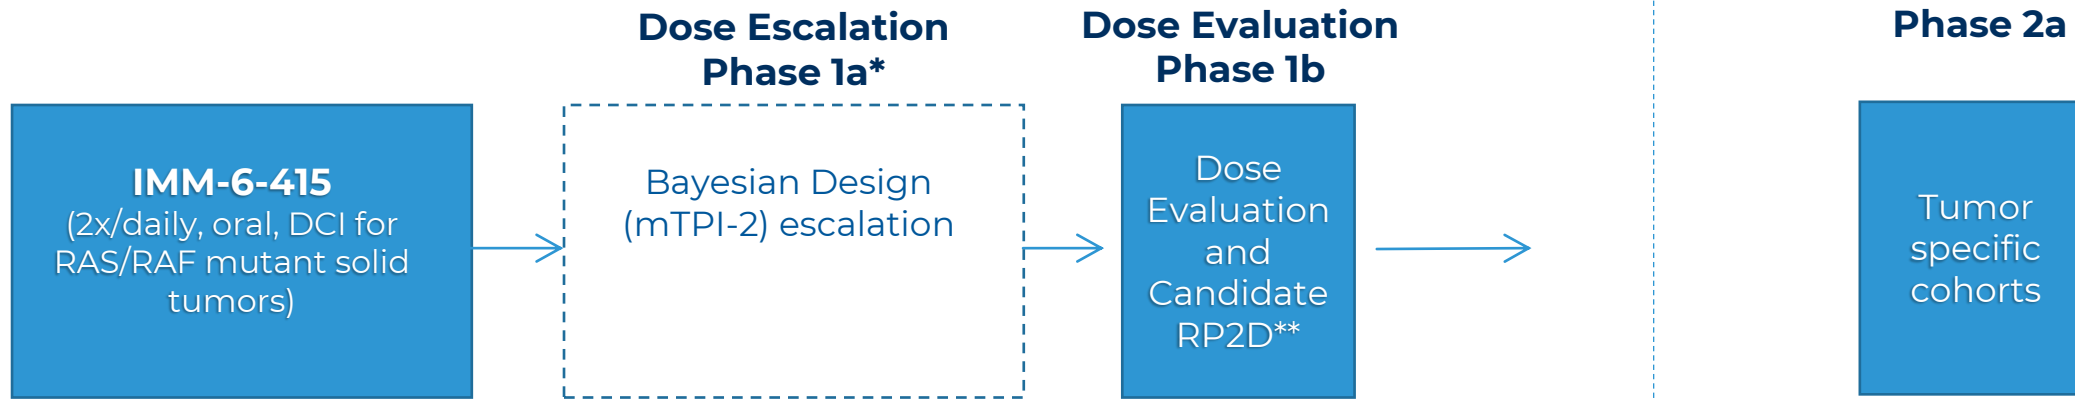 Dose Escalation
Phase 1a*
Dose Evaluation
Phase 1b
Phase 2a
IMM-6-415
(2x/daily, oral, DCI for
RAS/RAF mutant solid
tumors)
Bayesian Design
(mTPI-2) escalation
Dose
Evaluation
and
Candidate
RP2D**
Tumor
specific
cohorts